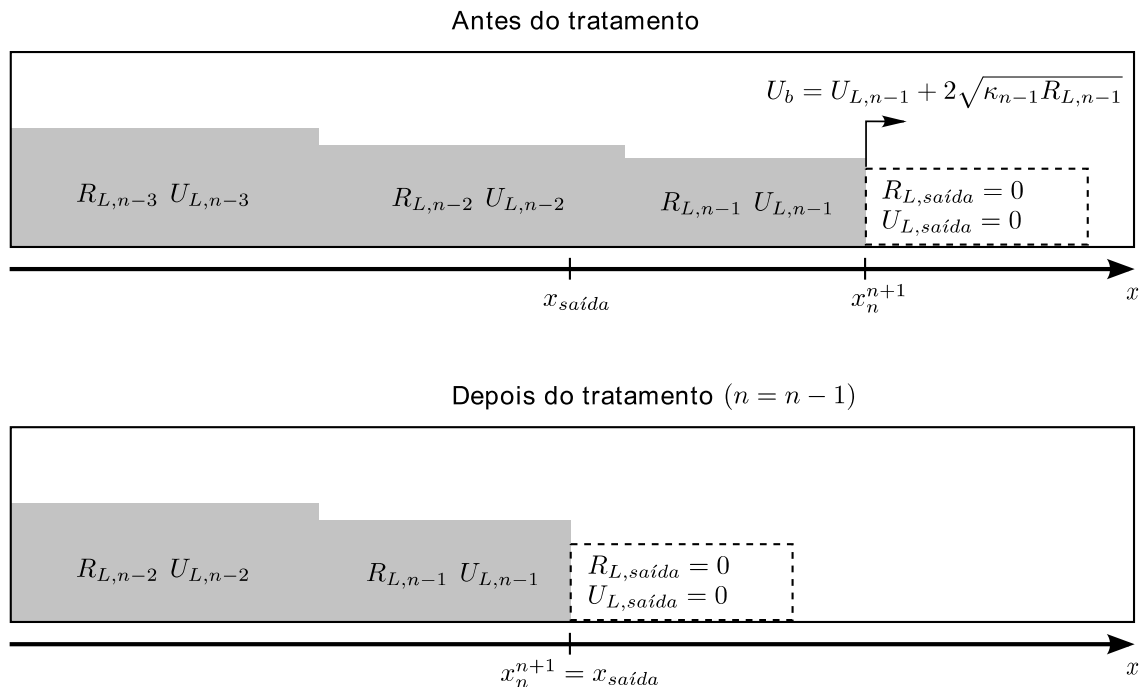 Antes do tratamento
$U_b = U_{L,n-1} + 2\sqrt{\kappa_{n-1} R_{L,n-1}}$
$R_{L,n-3}\ U_{L,n-3}$
$R_{L,n-2}\ U_{L,n-2}$
$R_{L,n-1}\ U_{L,n-1}$
$R_{L,saída} = 0$
$U_{L,saída} = 0$
$x_{saída}$
$x_n^{n+1}$
$x$
Depois do tratamento $(n = n - 1)$
$R_{L,n-2}\ U_{L,n-2}$
$R_{L,n-1}\ U_{L,n-1}$
$R_{L,saída} = 0$
$U_{L,saída} = 0$
$x_n^{n+1} = x_{saída}$
$x$